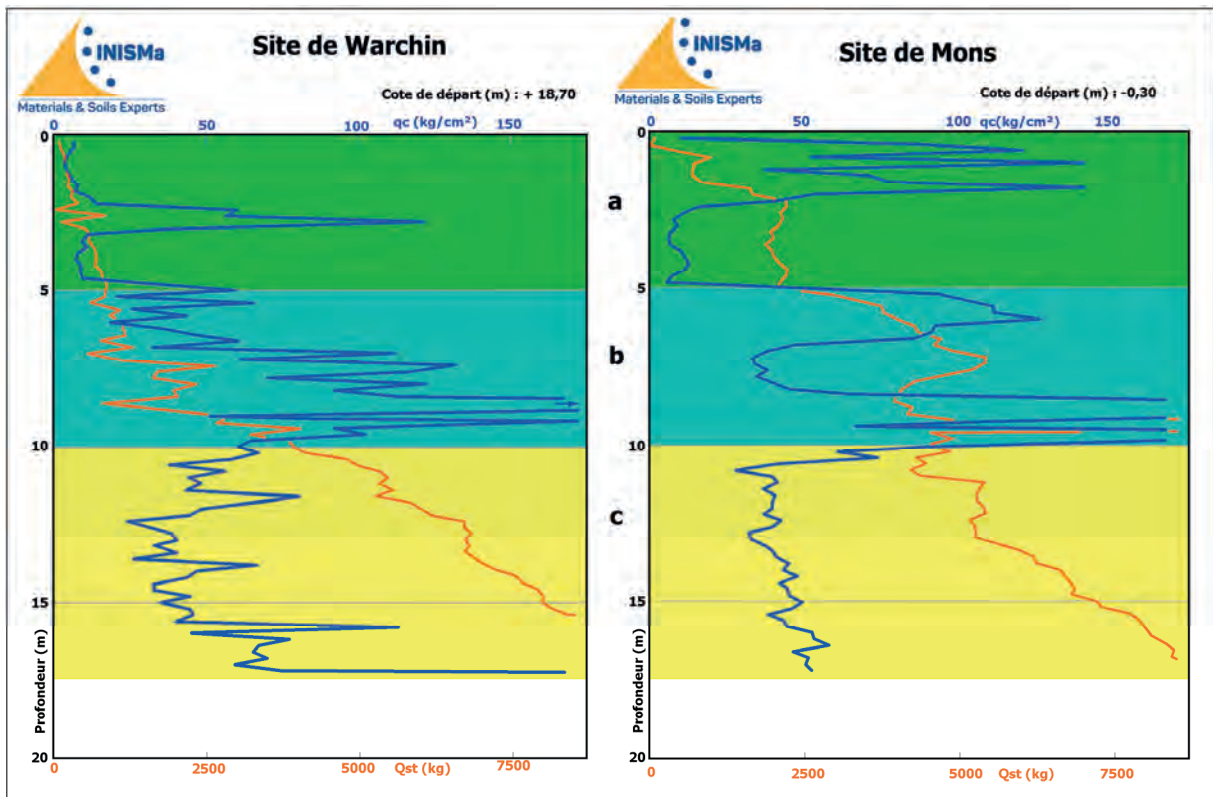 INISMa
Materials & Soils Experts
Site de Warchin
Cote de départ (m) : + 18,70
0 50 100 qc (kg/cm²) 150
0
5
10
15
20
Profondeur (m)
0 2500 5000 Qst (kg) 7500
a
b
c
INISMa
Materials & Soils Experts
Site de Mons
Cote de départ (m) : -0,30
0 50 100 qc(kg/cm²) 150
0
5
10
15
20
Profondeur (m)
0 2500 5000 Qst (kg) 7500